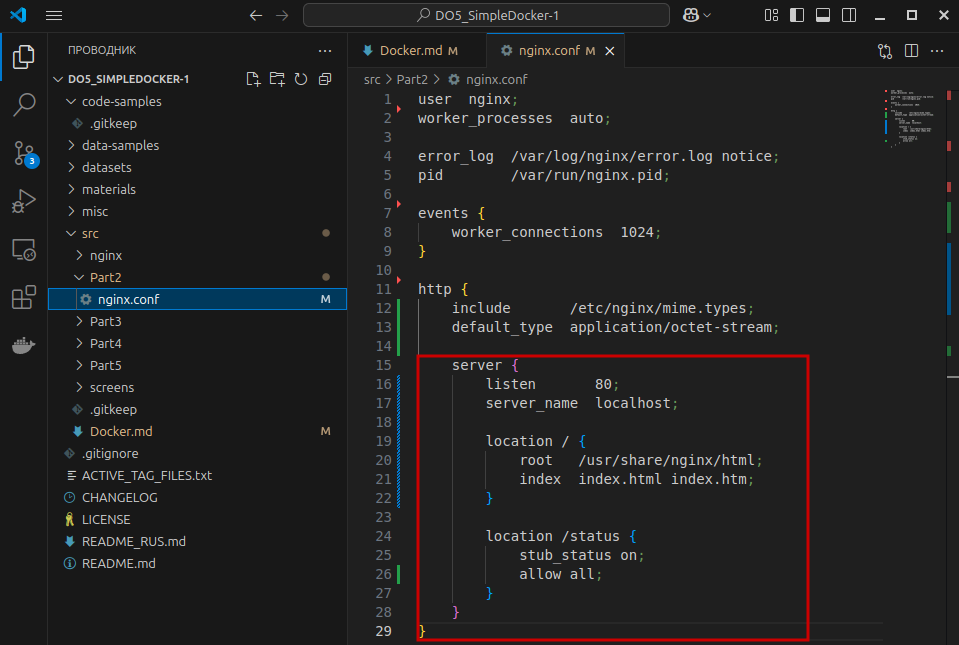 DO5_SimpleDocker-1
ПРОВОДНИК
DO5_SIMPLEDOCKER-1
code-samples
.gitkeep
data-samples
datasets
materials
misc
src
nginx
Part2
nginx.conf M
Part3
Part4
Part5
screens
.gitkeep
Docker.md M
.gitignore
ACTIVE_TAG_FILES.txt
CHANGELOG
LICENSE
README_RUS.md
README.md
3
Docker.md M
nginx.conf M
src > Part2 > nginx.conf
1 user  nginx;
2 worker_processes  auto;
3
4 error_log  /var/log/nginx/error.log notice;
5 pid        /var/run/nginx.pid;
6
7 events {
8     worker_connections  1024;
9 }
10
11 http {
12     include       /etc/nginx/mime.types;
13     default_type  application/octet-stream;
14
15     server {
16         listen       80;
17         server_name  localhost;
18
19         location / {
20             root   /usr/share/nginx/html;
21             index  index.html index.htm;
22         }
23
24         location /status {
25             stub_status on;
26             allow all;
27         }
28     }
29 }